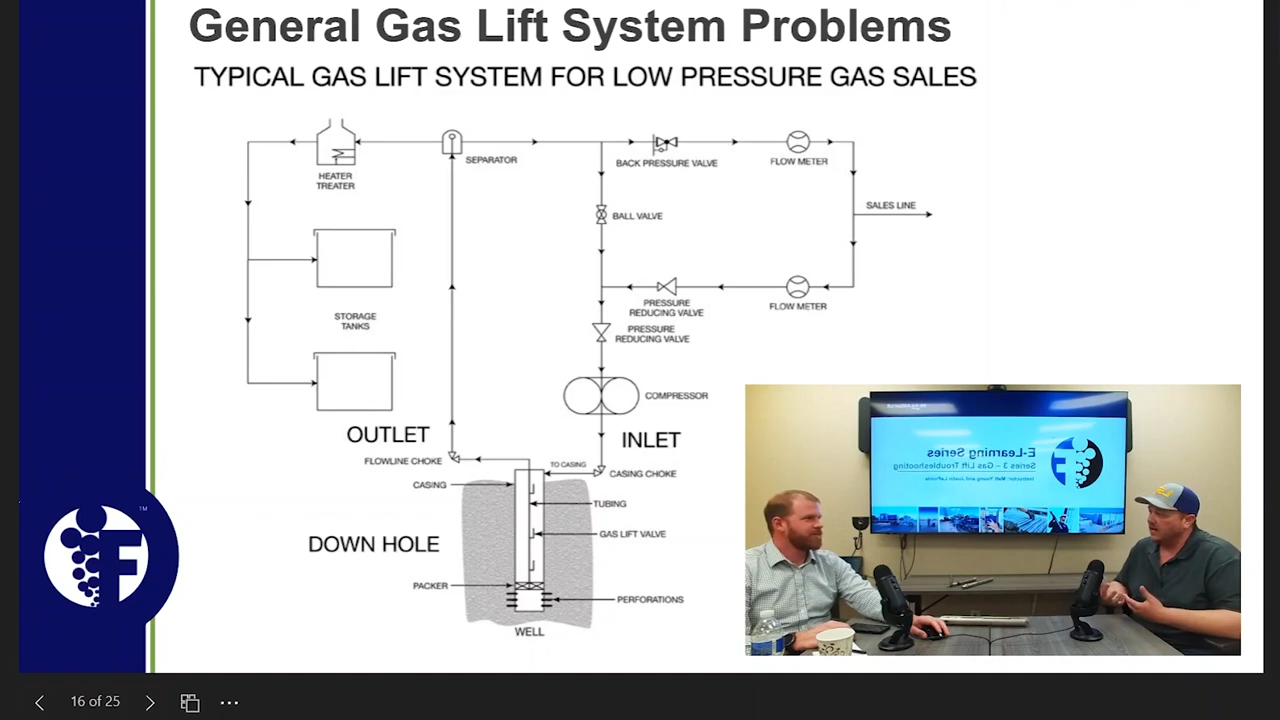 General Gas Lift System Problems
TYPICAL GAS LIFT SYSTEM FOR LOW PRESSURE GAS SALES
SEPARATOR
BACK PRESSURE VALVE
FLOW METER
HEATER
TREATER
SALES LINE
BALL VALVE
PRESSURE
REDUCING VALVE
FLOW METER
STORAGE
TANKS
PRESSURE
REDUCING VALVE
COMPRESSOR
OUTLET
INLET
FLOWLINE CHOKE
TO CASING
CASING CHOKE
CASING
TUBING
GAS LIFT VALVE
DOWN HOLE
PACKER
PERFORATIONS
WELL
E-Learning Series
Series 3 – Gas Lift Troubleshooting
F
TM
F
16 of 25